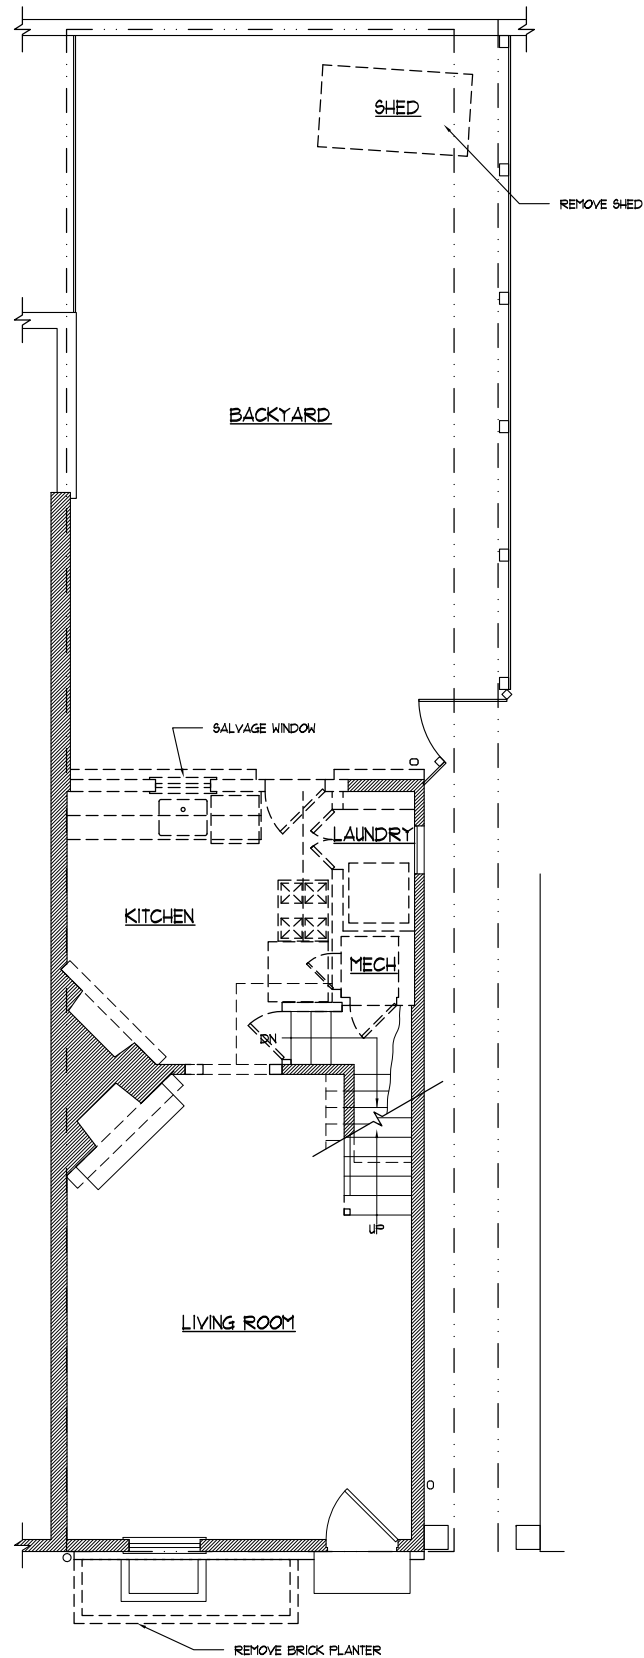 SHED
REMOVE SHED
BACKYARD
SALVAGE WINDOW
LAUNDRY
KITCHEN
MECH
DN
UP
LIVING ROOM
REMOVE BRICK PLANTER